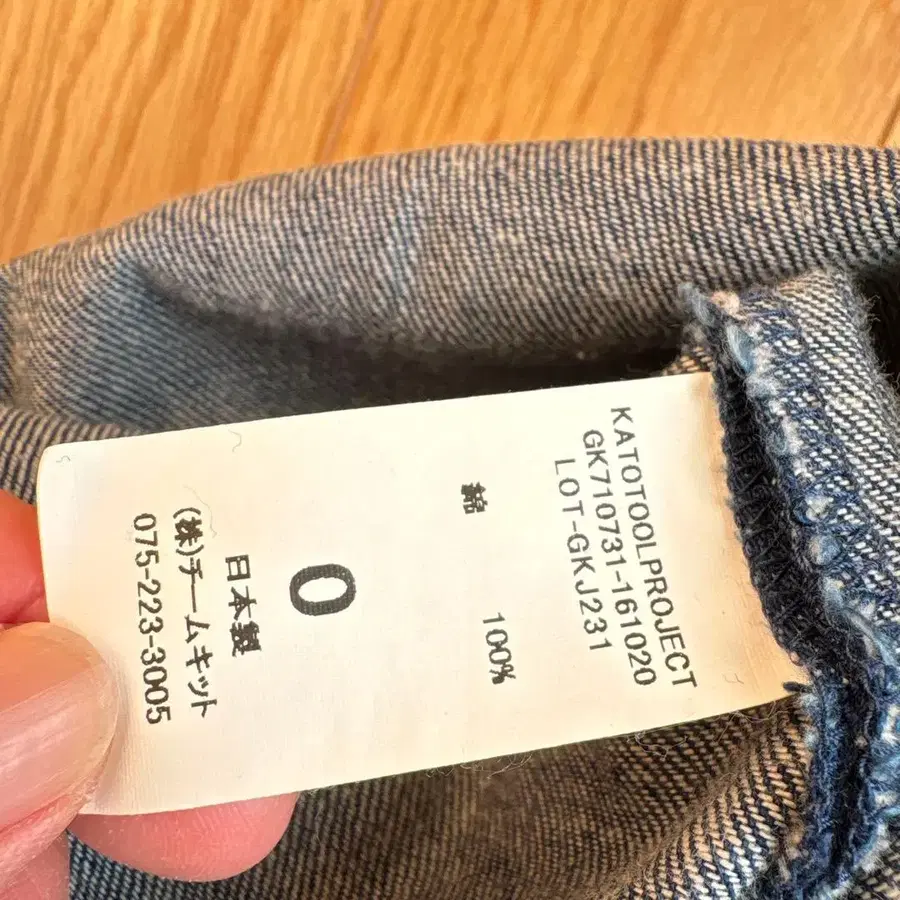 KATOTOOLPROJECT
GK710731-161020
LOT-GKJ231
綿 100%
0
日本製
(株)チームキット
075-223-3005